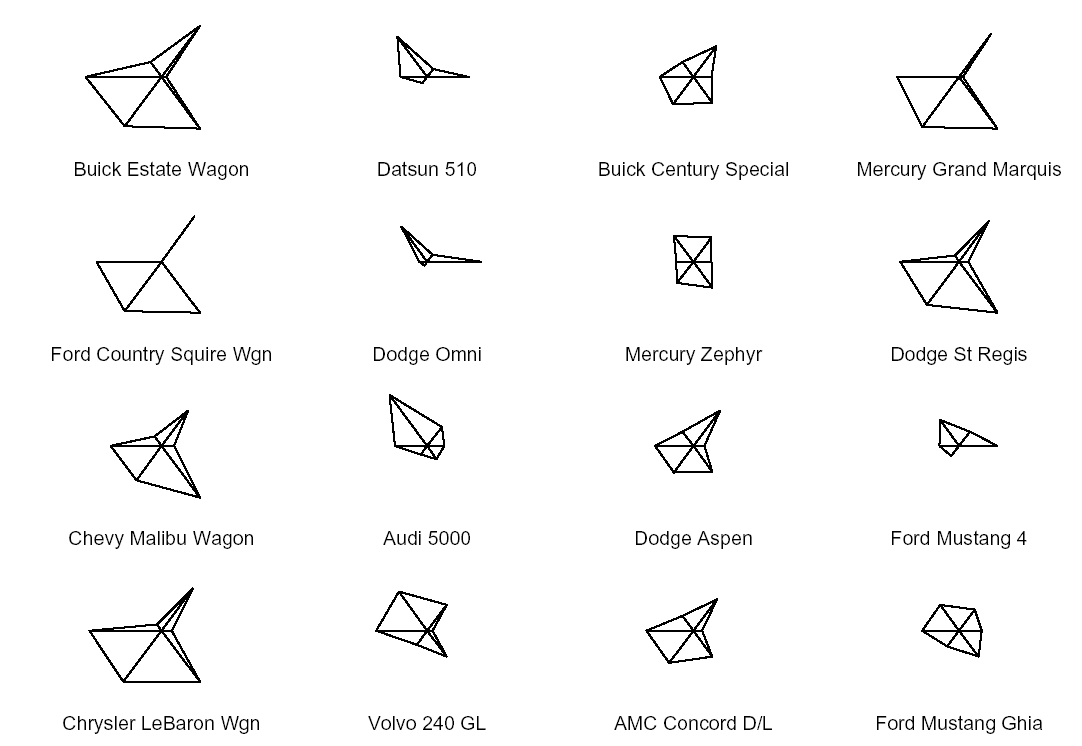 Buick Estate Wagon
Datsun 510
Buick Century Special
Mercury Grand Marquis
Ford Country Squire Wgn
Dodge Omni
Mercury Zephyr
Dodge St Regis
Chevy Malibu Wagon
Audi 5000
Dodge Aspen
Ford Mustang 4
Chrysler LeBaron Wgn
Volvo 240 GL
AMC Concord D/L
Ford Mustang Ghia